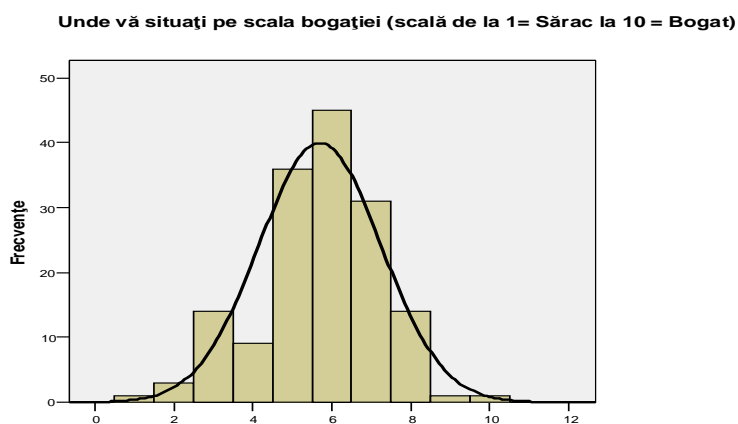 Unde vă situaţi pe scala bogaţiei (scală de la 1= Sărac la 10 = Bogat)
50
40
30
20
10
0
Frecvenţe
0 2 4 6 8 10 12